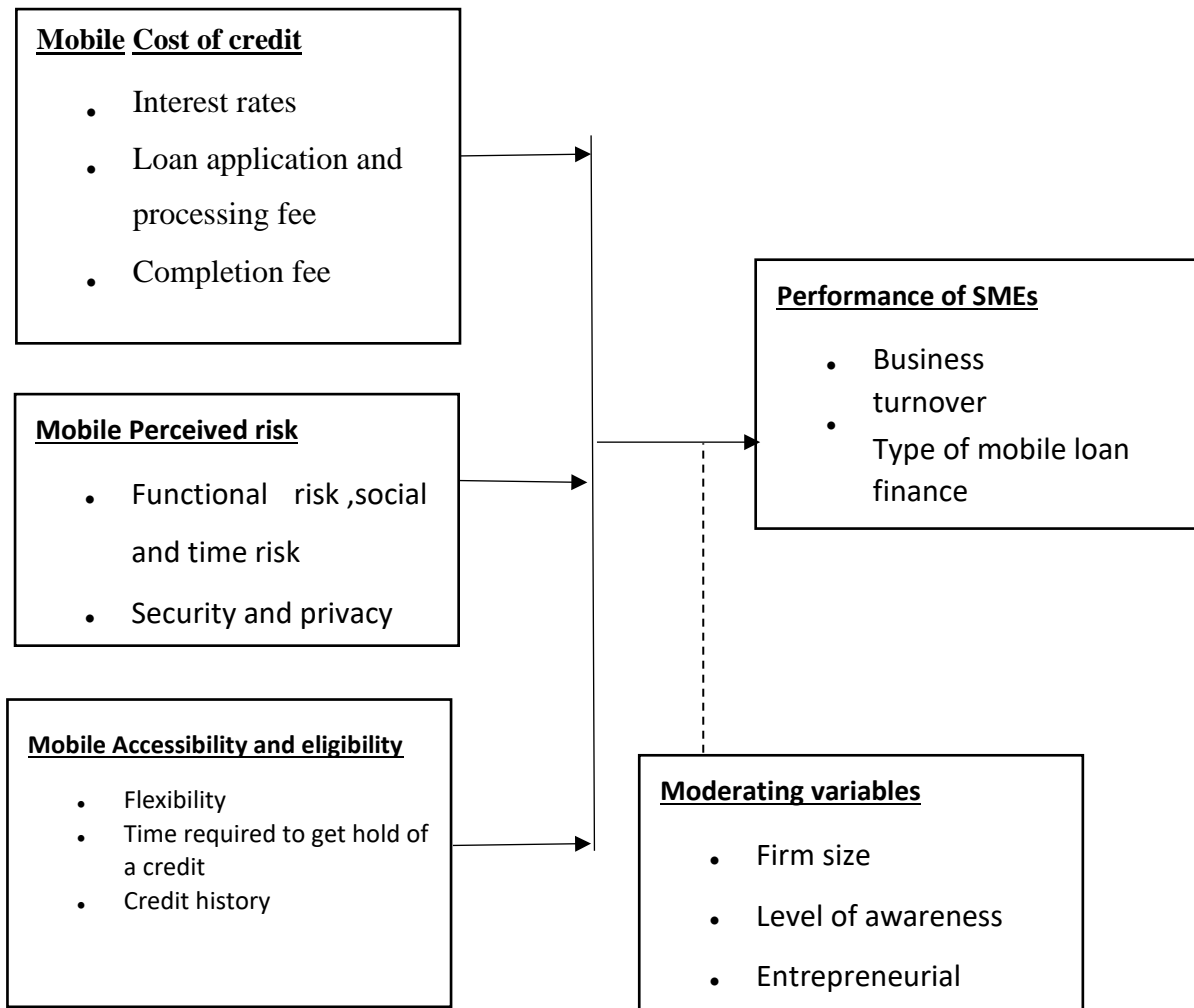 Mobile Cost of credit
• Interest rates
• Loan application and
processing fee
• Completion fee
Mobile Perceived risk
• Functional risk ,social
and time risk
• Security and privacy
Mobile Accessibility and eligibility
• Flexibility
• Time required to get hold of
a credit
• Credit history
Performance of SMEs
• Business
turnover
• Type of mobile loan
finance
Moderating variables
• Firm size
• Level of awareness
• Entrepreneurial